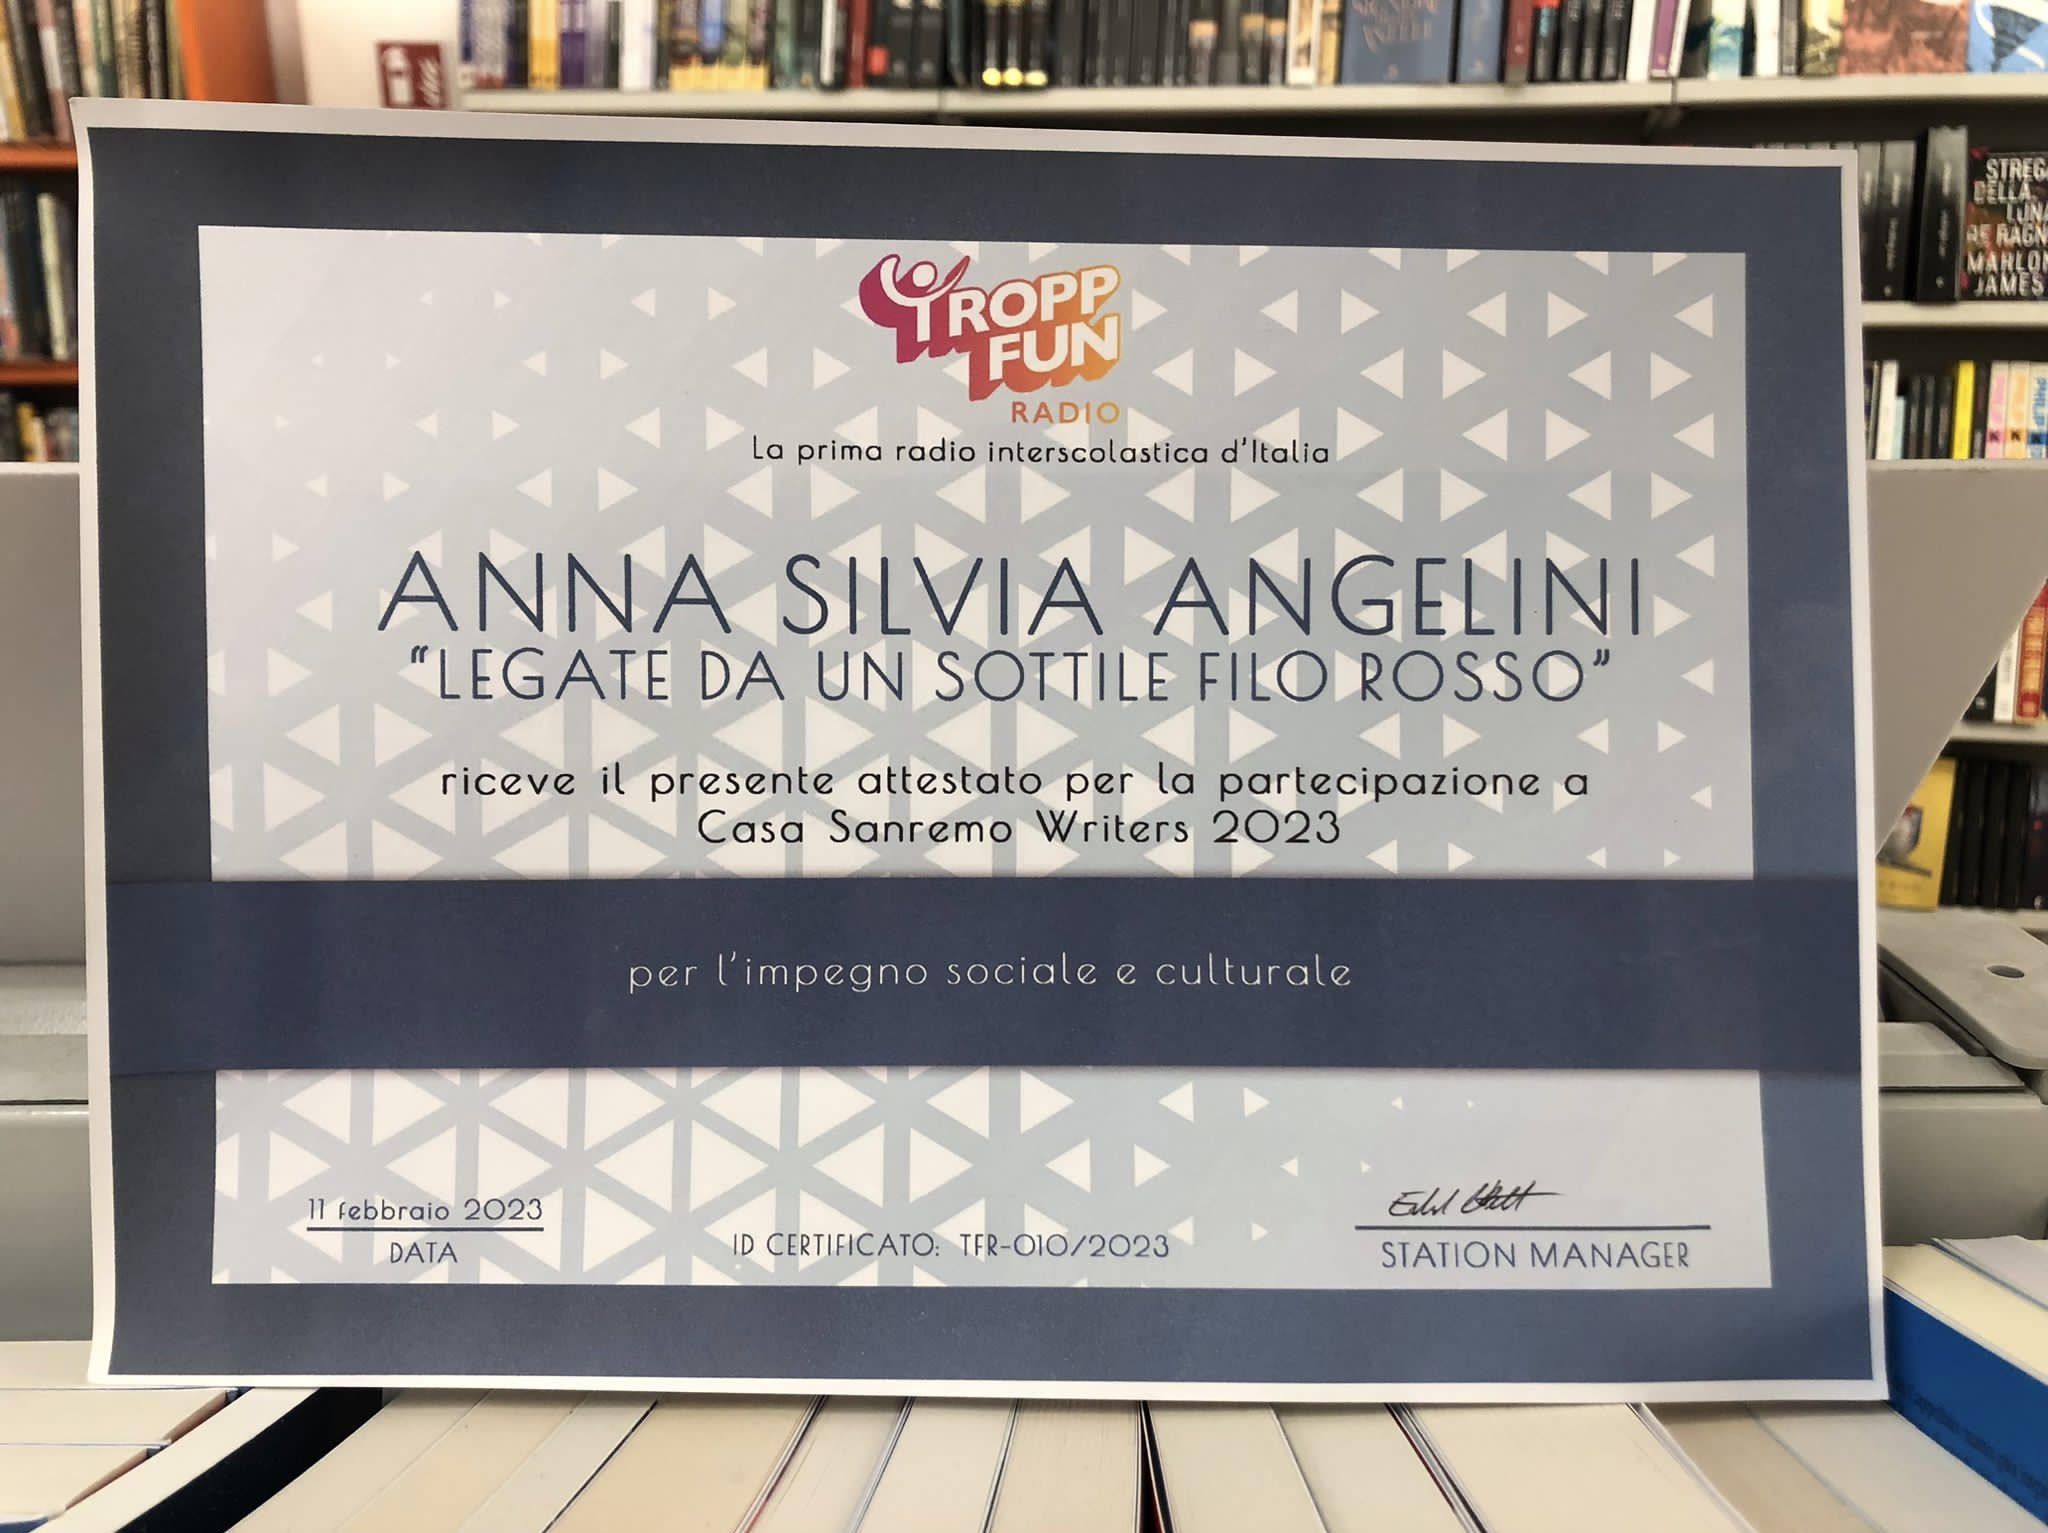 TROPP
FUN
RADIO
La prima radio interscolastica d'Italia
ANNA SILVIA ANGELINI
“LEGATE DA UN SOTTILE FILO ROSSO”
riceve il presente attestato per la partecipazione a
Casa Sanremo Writers 2023
per l'impegno sociale e culturale
11 febbraio 2023
DATA
ID CERTIFICATO: TFR-010/2023
STATION MANAGER
STREGA
DELLA
LUNA
RE RAGNO
MAHLON
JAMES